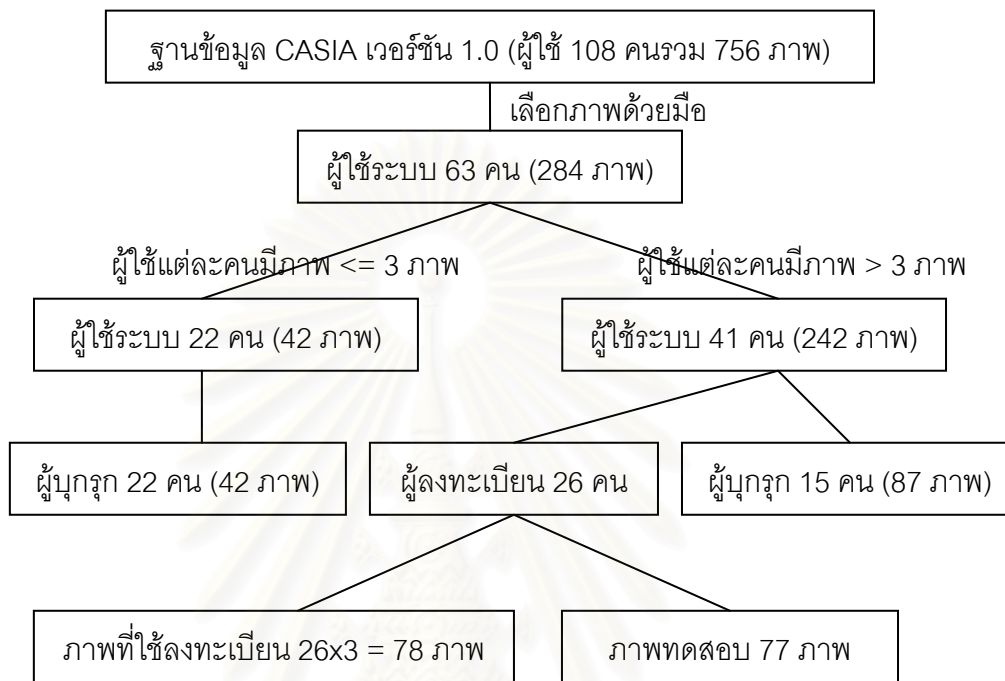 ฐานข้อมูล CASIA เวอร์ชัน 1.0 (ผู้ใช้ 108 คนรวม 756 ภาพ)
เลือกภาพด้วยมือ
ผู้ใช้ระบบ 63 คน (284 ภาพ)
ผู้ใช้แต่ละคนมีภาพ <= 3 ภาพ
ผู้ใช้แต่ละคนมีภาพ > 3 ภาพ
ผู้ใช้ระบบ 22 คน (42 ภาพ)
ผู้ใช้ระบบ 41 คน (242 ภาพ)
ผู้บุกรุก 22 คน (42 ภาพ)
ผู้ลงทะเบียน 26 คน
ผู้บุกรุก 15 คน (87 ภาพ)
ภาพที่ใช้ลงทะเบียน 26x3 = 78 ภาพ
ภาพทดสอบ 77 ภาพ